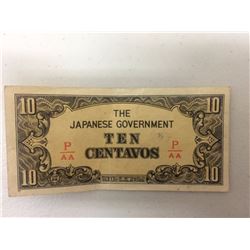 10 10
THE
JAPANESE GOVERNMENT
TEN
P/AA P/AA
CENTAVOS
10 10